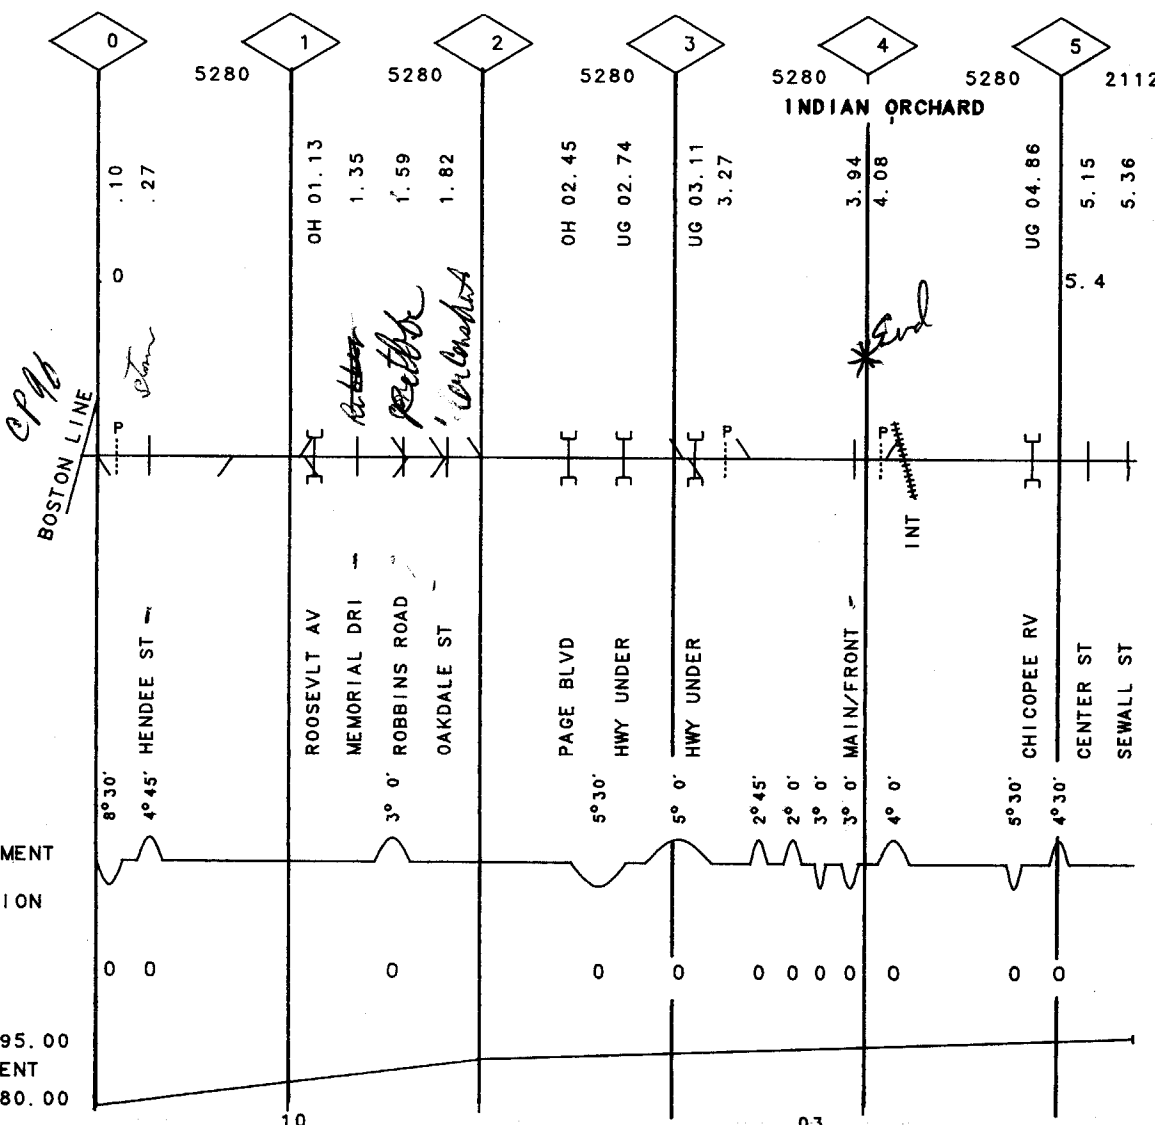 0 1 2 3 4 5
5280 5280 5280 5280 5280 2112
INDIAN ORCHARD
.10
.27
OH 01.13
1.35
1.59
1.82
OH 02.45
UG 02.74
UG 03.11
3.27
3.94
4.08
UG 04.86
5.15
5.36
0
5.4
CP 96
BOSTON LINE
End
P
P
P
INT
HENDEE ST
ROOSEVLT AV
MEMORIAL DRI
ROBBINS ROAD
OAKDALE ST
PAGE BLVD
HWY UNDER
HWY UNDER
MAIN/FRONT
CHICOPEE RV
CENTER ST
SEWALL ST
8°30'
4°45'
3° 0'
5°30'
5° 0'
2°45'
2° 0'
3° 0'
3° 0'
4° 0'
5°30'
4°30'
MENT
ION
0 0 0 0 0 0 0 0 0 0 0 0
95.00
ENT
80.00
10
03